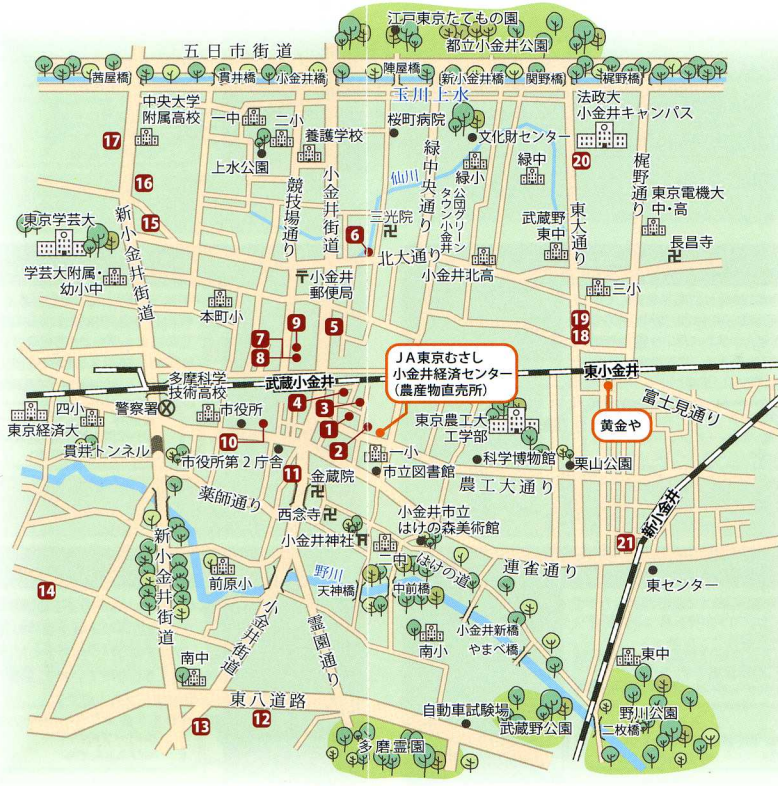 江戸東京たてもの園
都立小金井公園
五日市街道
茜屋橋
貫井橋
小金井橋
陣屋橋
新小金井橋
関野橋
梶野橋
玉川上水
中央大学
附属高校
一中
二小
養護学校
上水公園
桜町病院
文化財センター
法政大
小金井キャンパス
17
16
15
20
競技場通り
小金井街道
仙川
緑中央通り
緑小
公団グリーン
タウン小金井
緑中
東大通り
梶野通り
東京電機大
中・高
三光院
武蔵野
東中
長昌寺
東京学芸大
新小金井街道
6
北大通り
学芸大附属・
幼小中
小金井
郵便局
小金井北高
三小
本町小
9
7
8
5
19
18
JA東京むさし
小金井経済センター
(農産物直売所)
多摩科学
技術高校
武蔵小金井
東小金井
4
3
1
2
富士見通り
黄金や
四小
東京経済大
警察署
市役所
10
東京農工大
工学部
貫井トンネル
市役所第2庁舎
一小
市立図書館
科学博物館
栗山公園
11
金蔵院
農工大通り
薬師通り
西念寺
小金井市立
はけの森美術館
新小金井
新小金井街道
小金井神社
二中
はけの道
連雀通り
21
14
前原小
野川
天神橋
中前橋
東センター
小金井街道
霊園通り
小金井新橋
やまべ橋
南小
南中
東中
東八道路
自動車試験場
武蔵野公園
野川公園
二枚橋
13
12
多磨霊園